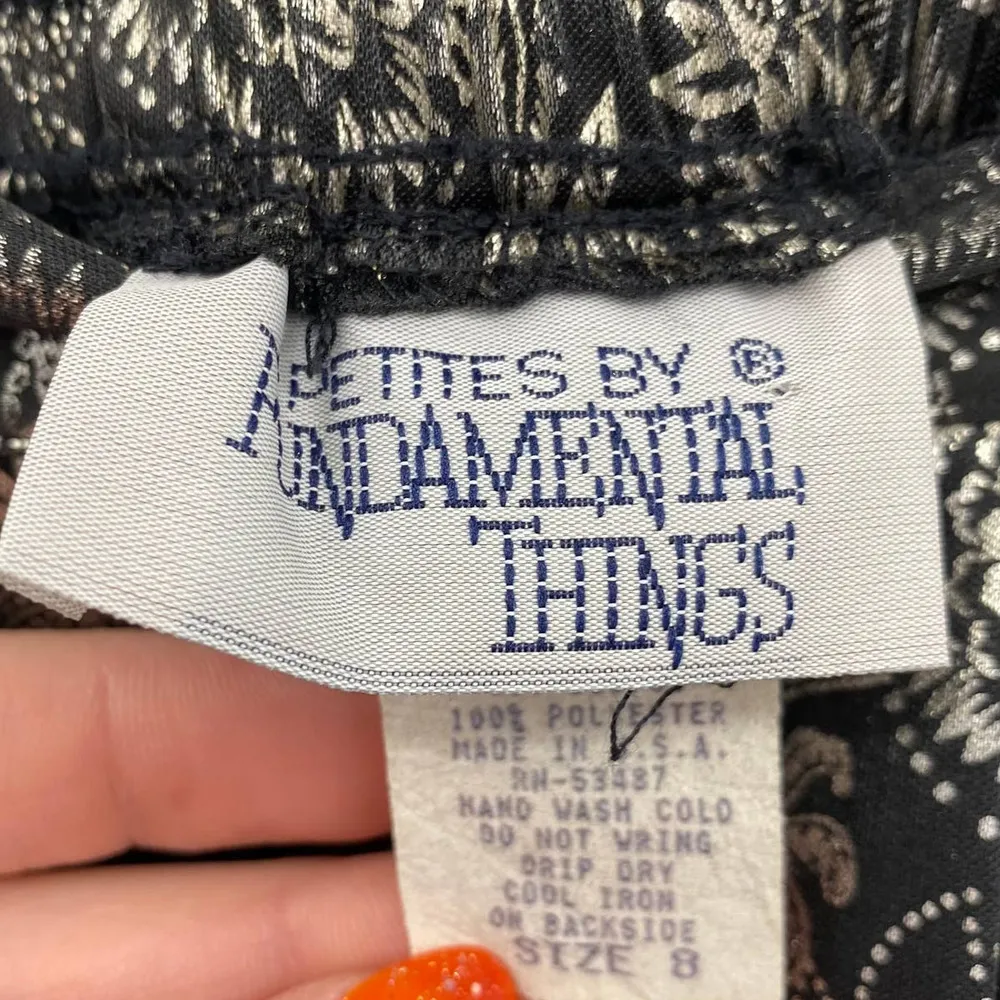 PETITES BY ®
FUNDAMENTAL
THINGS
100% POLYESTER
MADE IN U.S.A.
RN-53487
HAND WASH COLD
DO NOT WRING
DRIP DRY
COOL IRON
ON BACKSIDE
SIZE 8